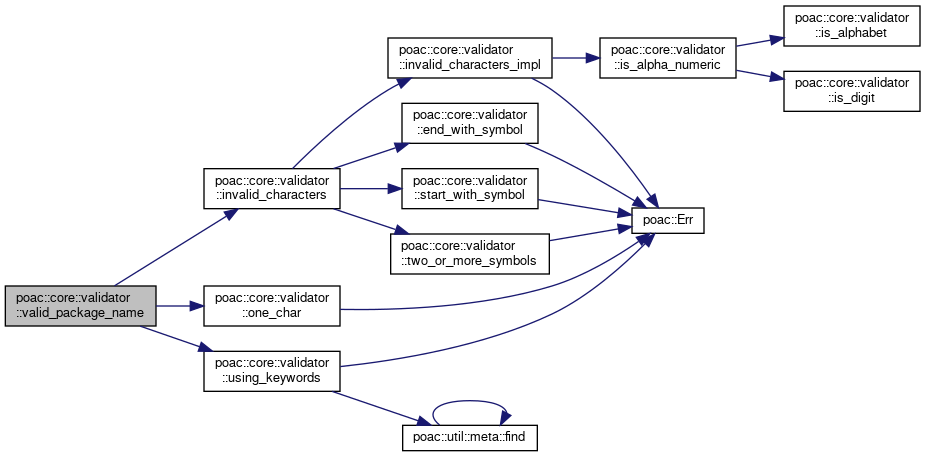 poac::core::validator
::is_alphabet
poac::core::validator
::invalid_characters_impl
poac::core::validator
::is_alpha_numeric
poac::core::validator
::is_digit
poac::core::validator
::end_with_symbol
poac::core::validator
::invalid_characters
poac::core::validator
::start_with_symbol
poac::Err
poac::core::validator
::two_or_more_symbols
poac::core::validator
::valid_package_name
poac::core::validator
::one_char
poac::core::validator
::using_keywords
poac::util::meta::find